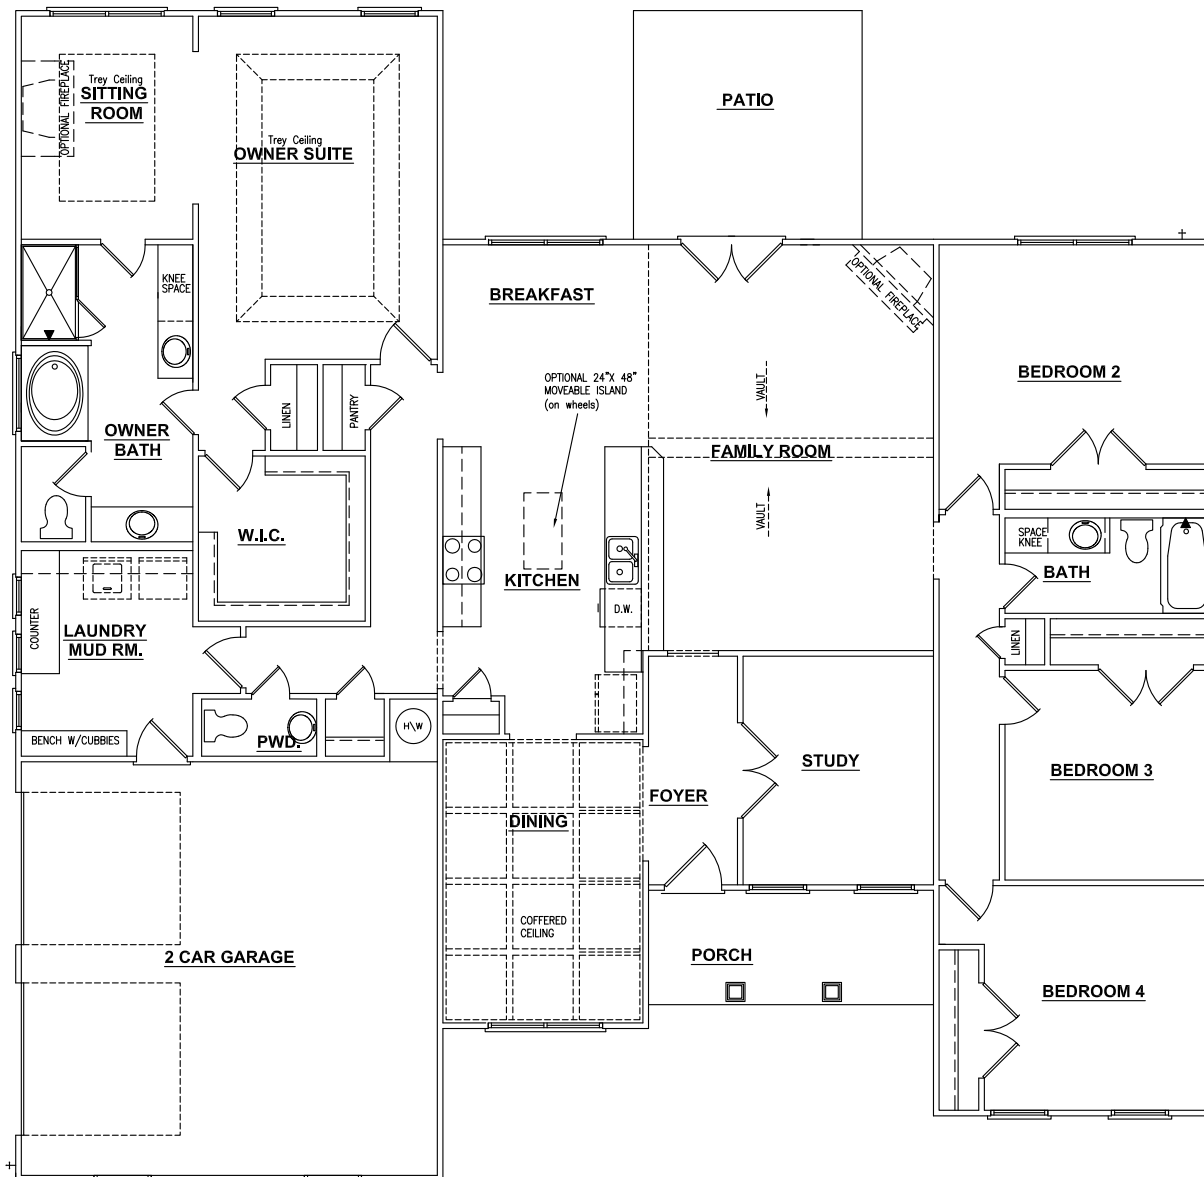 Trey Ceiling
SITTING
ROOM
OPTIONAL FIREPLACE
Trey Ceiling
OWNER SUITE
PATIO
KNEE
SPACE
BREAKFAST
OPTIONAL FIREPLACE
OPTIONAL 24"X 48"
MOVEABLE ISLAND
(on wheels)
VAULT
BEDROOM 2
LINEN
PANTRY
OWNER
BATH
FAMILY ROOM
VAULT
W.I.C.
KITCHEN
D.W.
SPACE
KNEE
BATH
COUNTER
LAUNDRY
MUD RM.
LINEN
BENCH W/CUBBIES
PWD.
H\W
STUDY
FOYER
BEDROOM 3
DINING
COFFERED
CEILING
2 CAR GARAGE
PORCH
BEDROOM 4